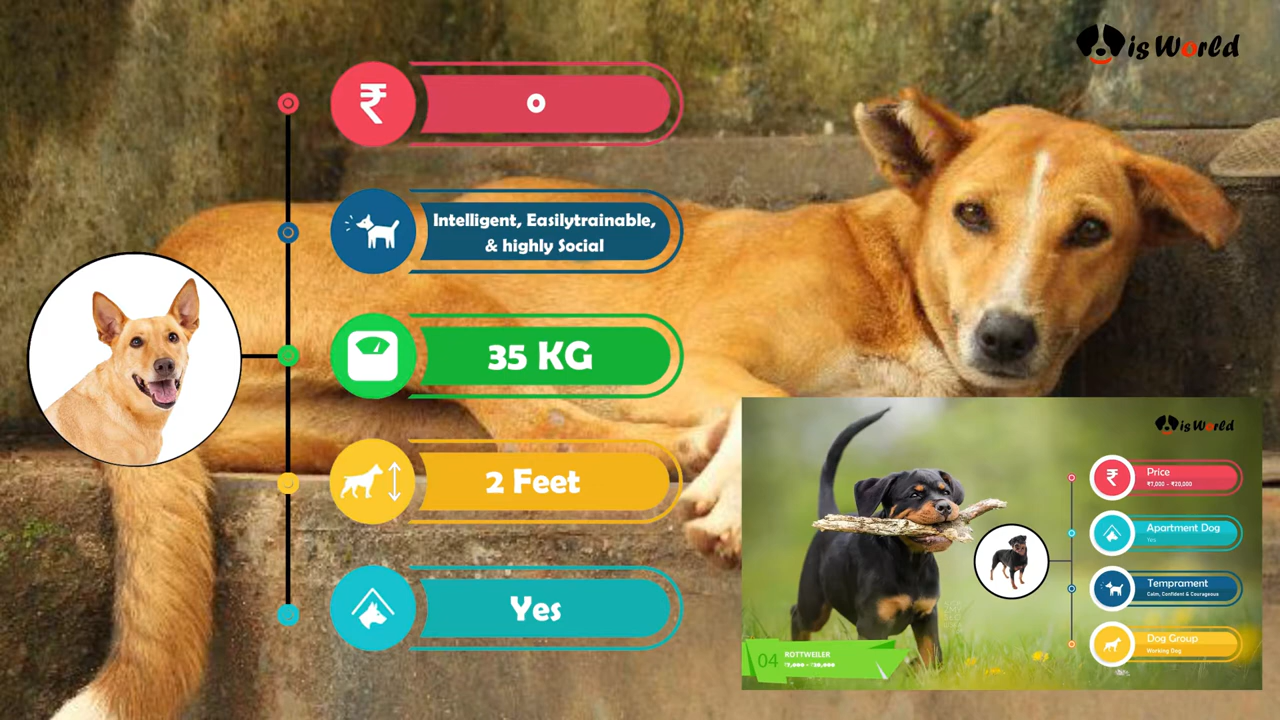 is World
₹
0
Intelligent, Easilytrainable,
& highly Social
35 KG
2 Feet
Yes
is World
₹
Price
₹7,000 - ₹20,000
Apartment Dog
Yes
Temprament
Calm, Confident & Courageous
Dog Group
Working Dog
04
ROTTWEILER